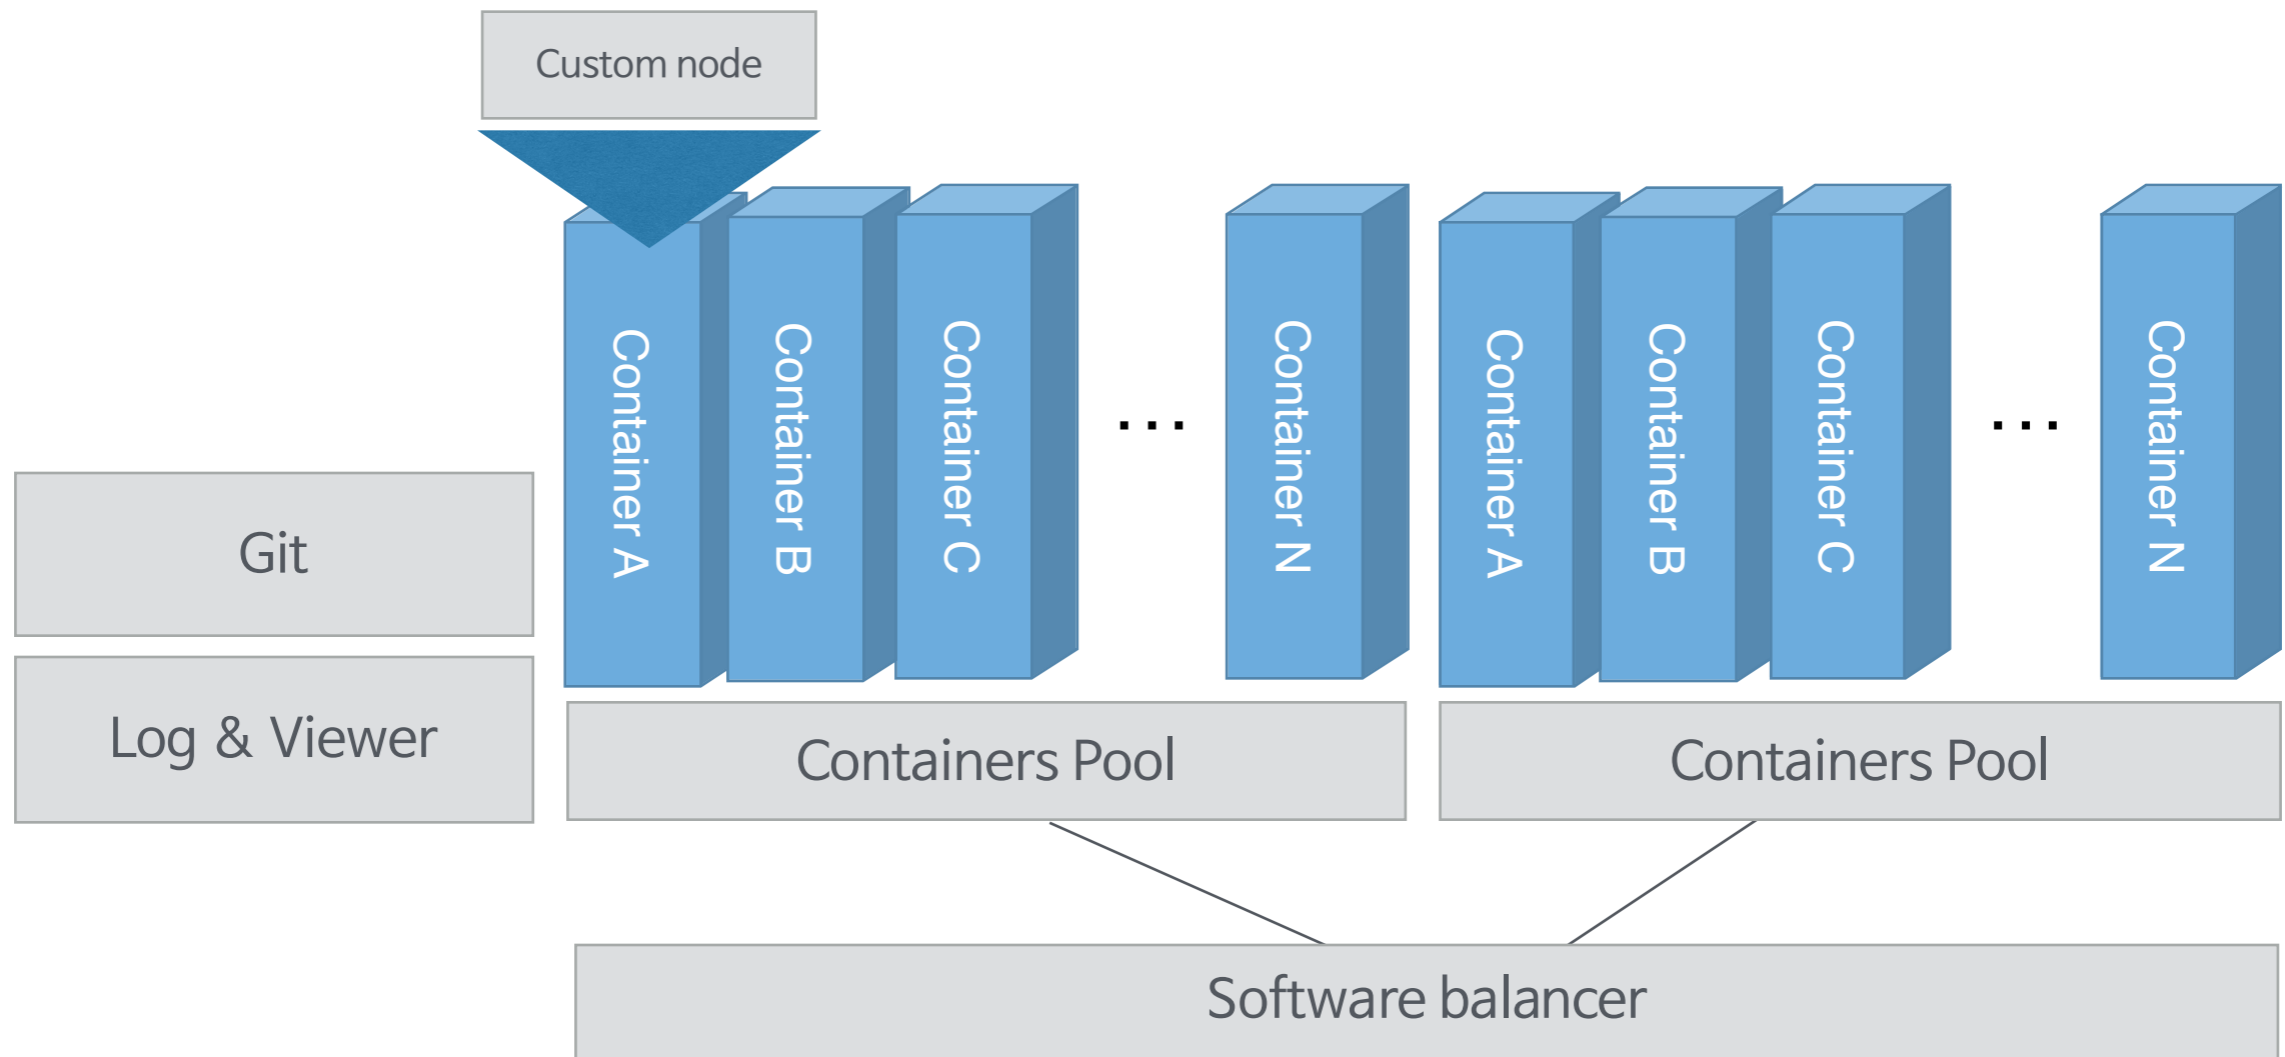 Custom node
Container A
Container B
Container C
...
Container N
Container A
Container B
Container C
...
Container N
Git
Log & Viewer
Containers Pool
Containers Pool
Software balancer